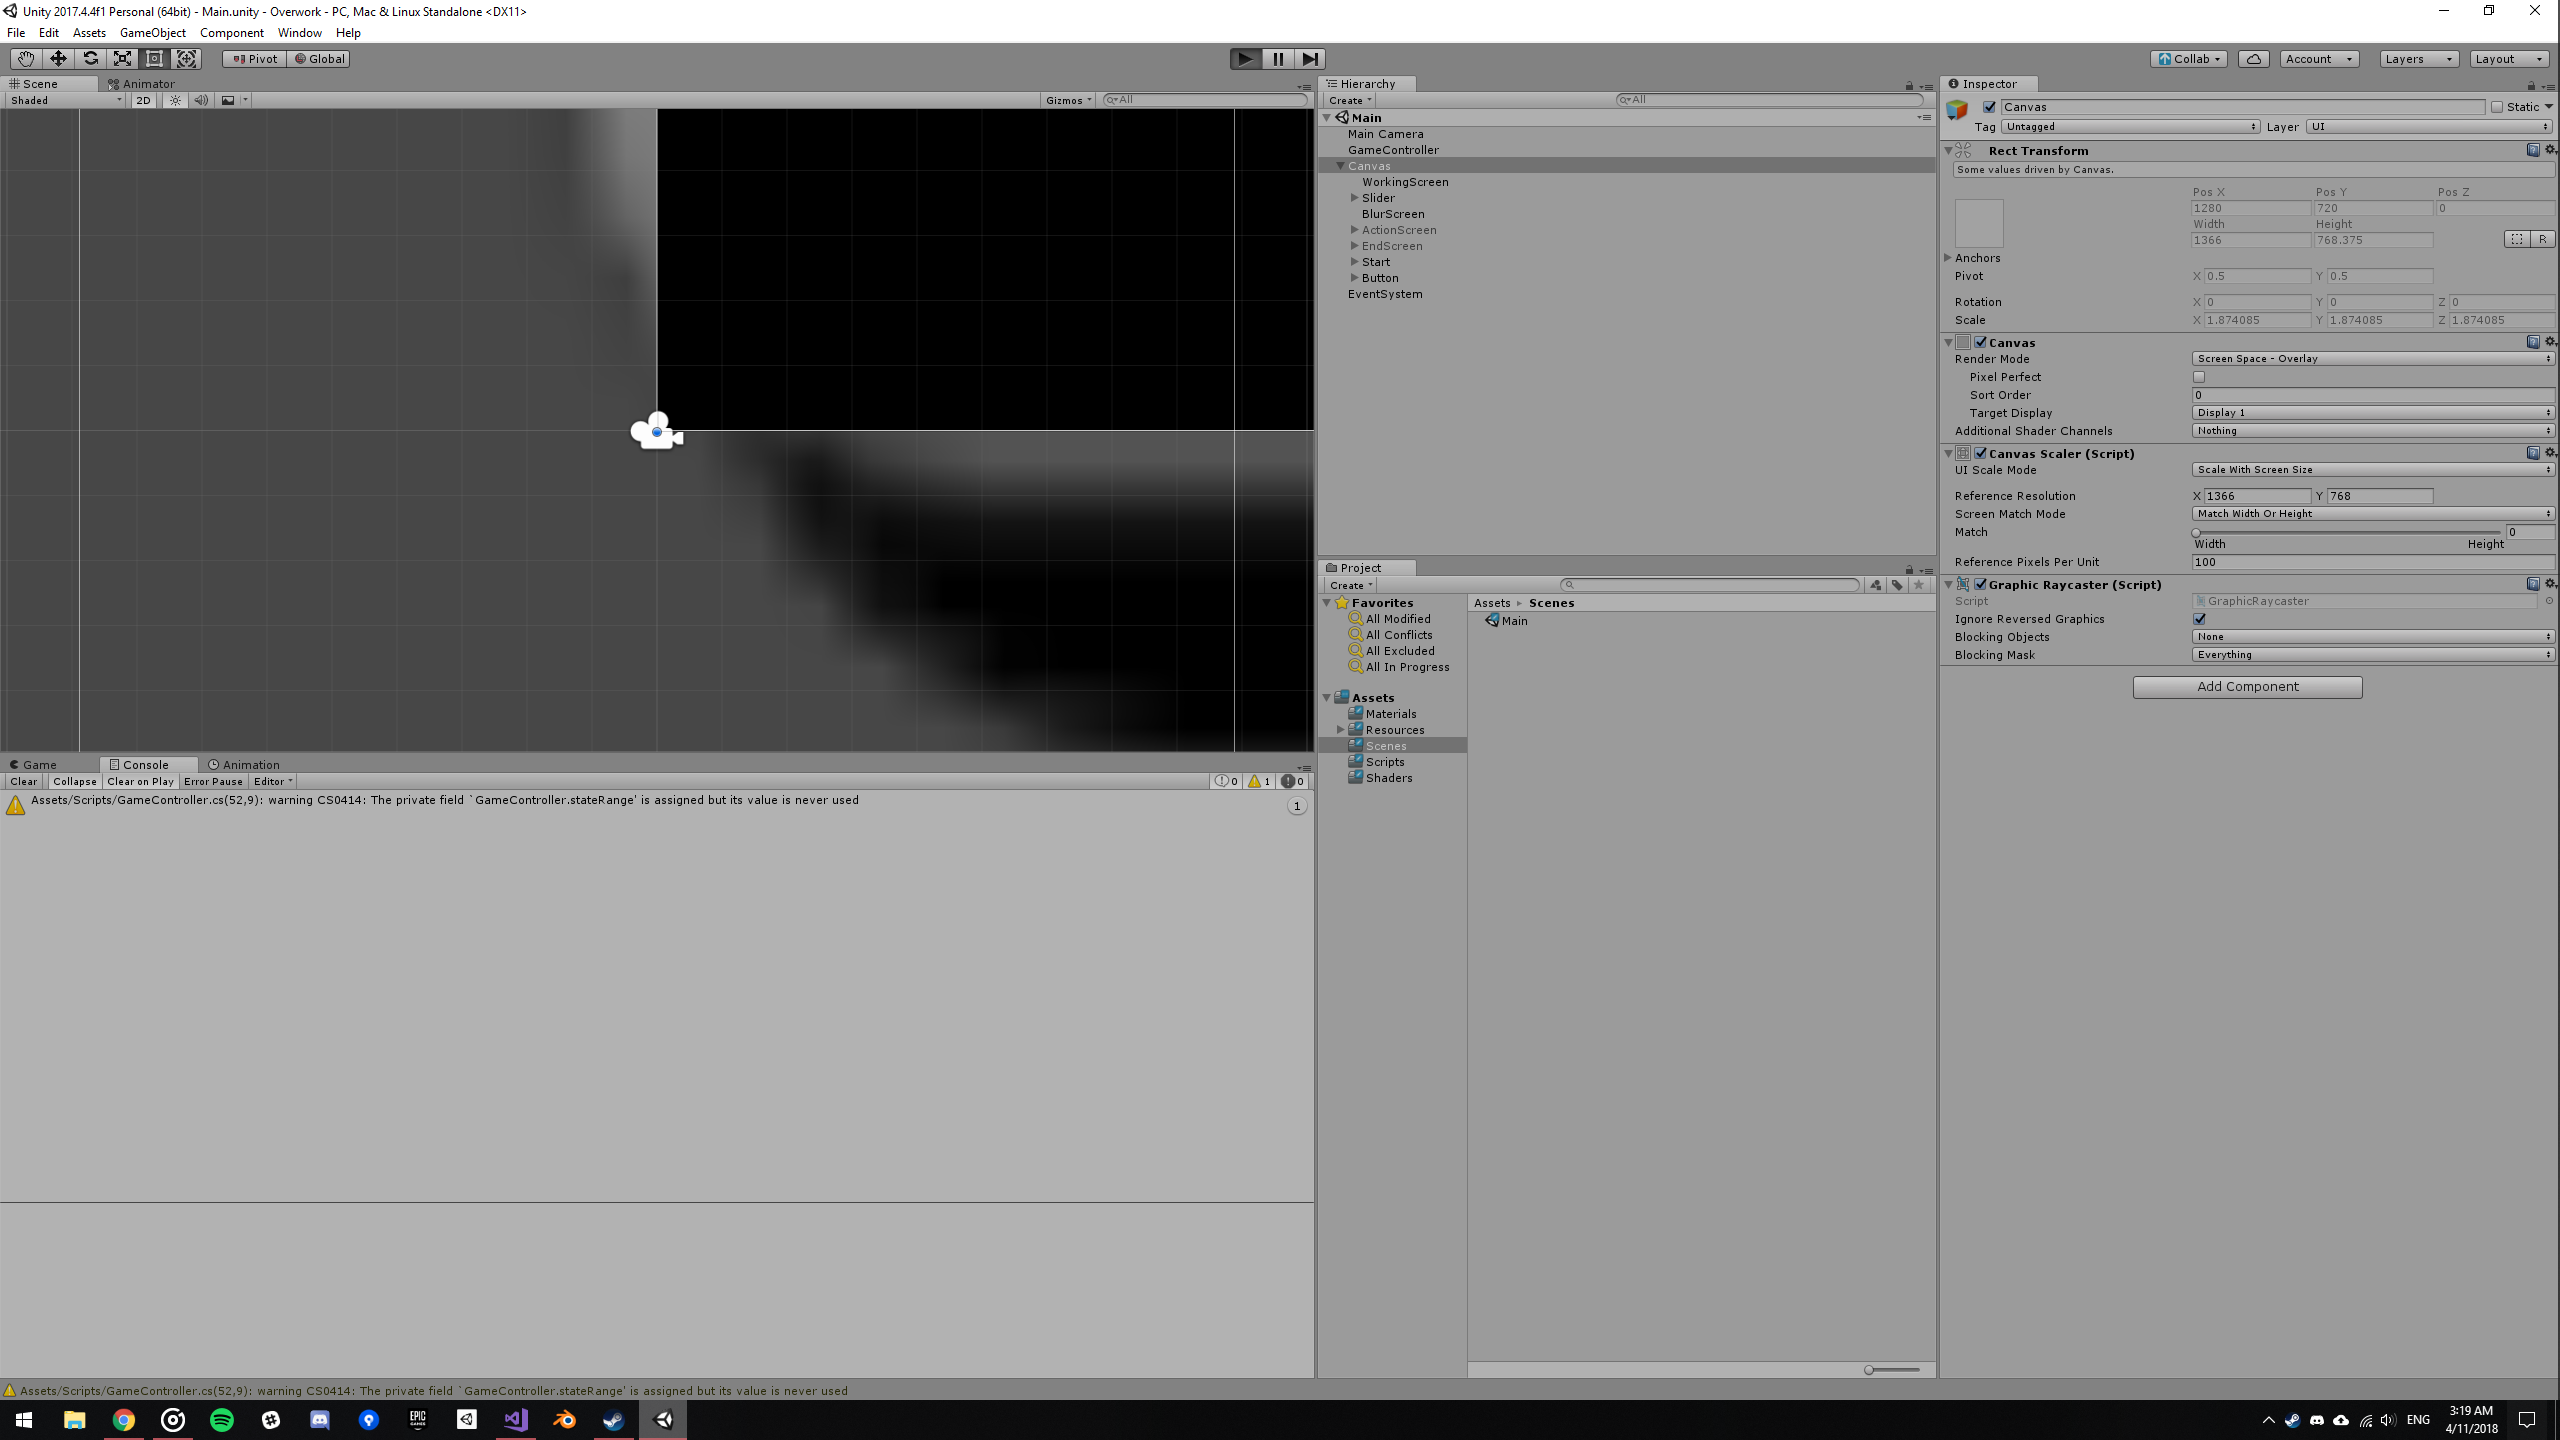 Unity 2017.4.4f1 Personal (64bit) - Main.unity - Overwork - PC, Mac & Linux Standalone <DX11>
File Edit Assets GameObject Component Window Help
Pivot Global Collab Account Layers Layout
Scene Animator
Shaded 2D Gizmos All
Hierarchy
Create All
Main
Main Camera
GameController
Canvas
WorkingScreen
Slider
BlurScreen
ActionScreen
EndScreen
Start
Button
EventSystem
Project
Create
Favorites
All Modified
All Conflicts
All Excluded
All In Progress
Assets
Materials
Resources
Scenes
Scripts
Shaders
Assets Scenes
Main
Inspector
Canvas Static
Tag Untagged Layer UI
Rect Transform
Some values driven by Canvas.
Pos X Pos Y Pos Z
1280 720 0
Width Height
1366 768.375 R
Anchors
Pivot X 0.5 Y 0.5
Rotation X 0 Y 0 Z 0
Scale X 1.874085 Y 1.874085 Z 1.874085
Canvas
Render Mode Screen Space - Overlay
Pixel Perfect
Sort Order 0
Target Display Display 1
Additional Shader Channels Nothing
Canvas Scaler (Script)
UI Scale Mode Scale With Screen Size
Reference Resolution X 1366 Y 768
Screen Match Mode Match Width Or Height
Match 0
Width Height
Reference Pixels Per Unit 100
Graphic Raycaster (Script)
Script GraphicRaycaster
Ignore Reversed Graphics
Blocking Objects None
Blocking Mask Everything
Add Component
Game Console Animation
Clear Collapse Clear on Play Error Pause Editor 0 1 0
Assets/Scripts/GameController.cs(52,9): warning CS0414: The private field `GameController.stateRange' is assigned but its value is never used
1
Assets/Scripts/GameController.cs(52,9): warning CS0414: The private field `GameController.stateRange' is assigned but its value is never used
EPIC GAMES
ENG
3:19 AM
4/11/2018